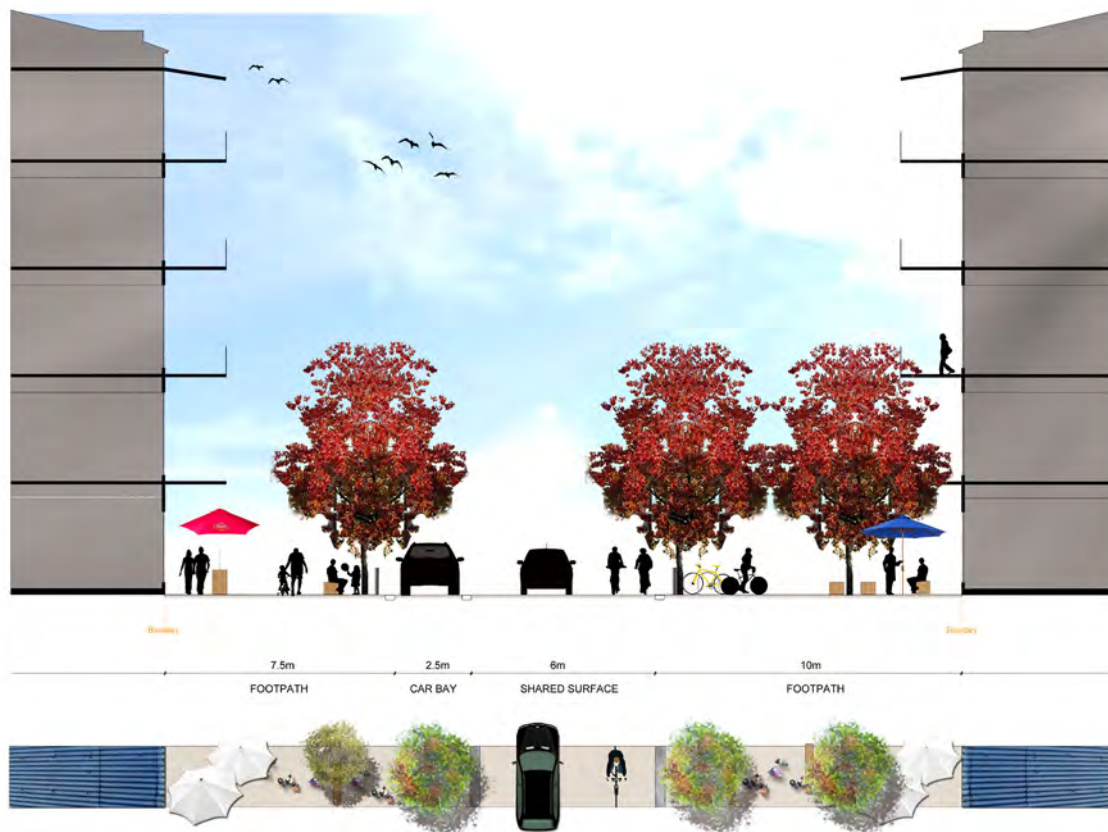 Boundary
Boundary
7.5m
2.5m
6m
10m
FOOTPATH
CAR BAY
SHARED SURFACE
FOOTPATH